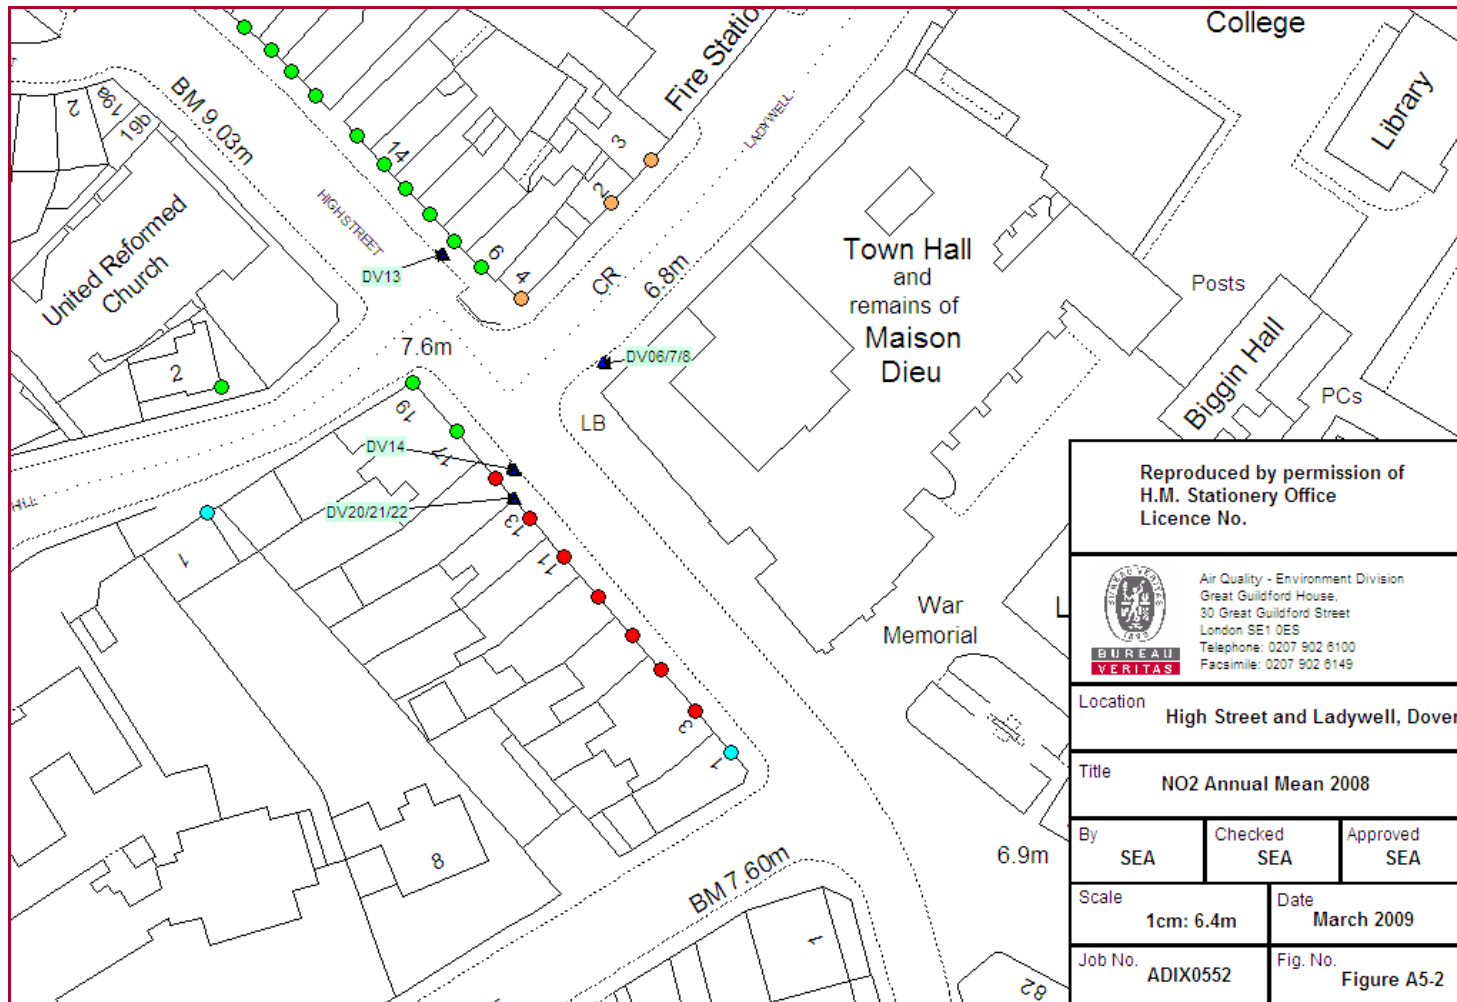 College
Fire Statio
Library
LADYWELL
BM 9.03m
19a
19b
2
14
3
2
HIGH STREET
United Reformed
Church
DV13
6
4
CR
6.8m
Town Hall
and
remains of
Maison
Dieu
Posts
Biggin Hall
PCs
7.6m
DV06/7/8
2
19
LB
17
DV14
DV20/21/22
13
11
HILL
1
War
Memorial
L
3
1
8
BM 7.60m
6.9m
1
82
Reproduced by permission of
H.M. Stationery Office
Licence No.
BUREAU VERITAS
1828
BUREAU
VERITAS
Air Quality - Environment Division
Great Guildford House,
30 Great Guildford Street
London SE1 0ES
Telephone: 0207 902 6100
Facsimile: 0207 902 6149
Location
High Street and Ladywell, Dover
Title
NO2 Annual Mean 2008
By
SEA
Checked
SEA
Approved
SEA
Scale
1cm: 6.4m
Date
March 2009
Job No.
ADIX0552
Fig. No.
Figure A5-2